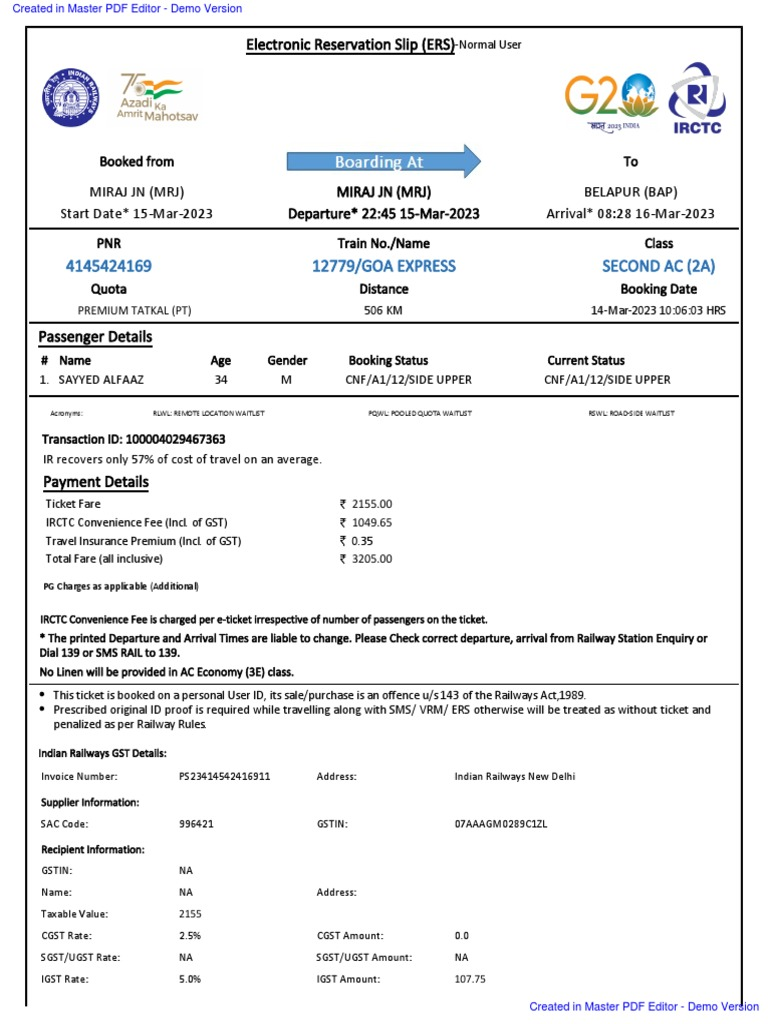 Created in Master PDF Editor - Demo Version
Electronic Reservation Slip (ERS)-Normal User
INDIAN RAILWAYS
75 Azadi Ka Amrit Mahotsav
G20
2023 INDIA
IRCTC
Booked from Boarding At To
MIRAJ JN (MRJ) MIRAJ JN (MRJ) BELAPUR (BAP)
Start Date* 15-Mar-2023 Departure* 22:45 15-Mar-2023 Arrival* 08:28 16-Mar-2023
PNR Train No./Name Class
4145424169 12779/GOA EXPRESS SECOND AC (2A)
Quota Distance Booking Date
PREMIUM TATKAL (PT) 506 KM 14-Mar-2023 10:06:03 HRS
Passenger Details
# Name Age Gender Booking Status Current Status
1. SAYYED ALFAAZ 34 M CNF/A1/12/SIDE UPPER CNF/A1/12/SIDE UPPER
Acronyms: RLWL: REMOTE LOCATION WAITLIST PQWL: POOLED QUOTA WAITLIST RSWL: ROAD-SIDE WAITLIST
Transaction ID: 100004029467363
IR recovers only 57% of cost of travel on an average.
Payment Details
Ticket Fare ₹ 2155.00
IRCTC Convenience Fee (Incl. of GST) ₹ 1049.65
Travel Insurance Premium (Incl. of GST) ₹ 0.35
Total Fare (all inclusive) ₹ 3205.00
PG Charges as applicable (Additional)
IRCTC Convenience Fee is charged per e-ticket irrespective of number of passengers on the ticket.
* The printed Departure and Arrival Times are liable to change. Please Check correct departure, arrival from Railway Station Enquiry or
Dial 139 or SMS RAIL to 139.
No Linen will be provided in AC Economy (3E) class.
• This ticket is booked on a personal User ID, its sale/purchase is an offence u/s 143 of the Railways Act,1989.
• Prescribed original ID proof is required while travelling along with SMS/ VRM/ ERS otherwise will be treated as without ticket and
penalized as per Railway Rules.
Indian Railways GST Details:
Invoice Number: PS23414542416911 Address: Indian Railways New Delhi
Supplier Information:
SAC Code: 996421 GSTIN: 07AAAGM0289C1ZL
Recipient Information:
GSTIN: NA
Name: NA Address:
Taxable Value: 2155
CGST Rate: 2.5% CGST Amount: 0.0
SGST/UGST Rate: NA SGST/UGST Amount: NA
IGST Rate: 5.0% IGST Amount: 107.75
Created in Master PDF Editor - Demo Version